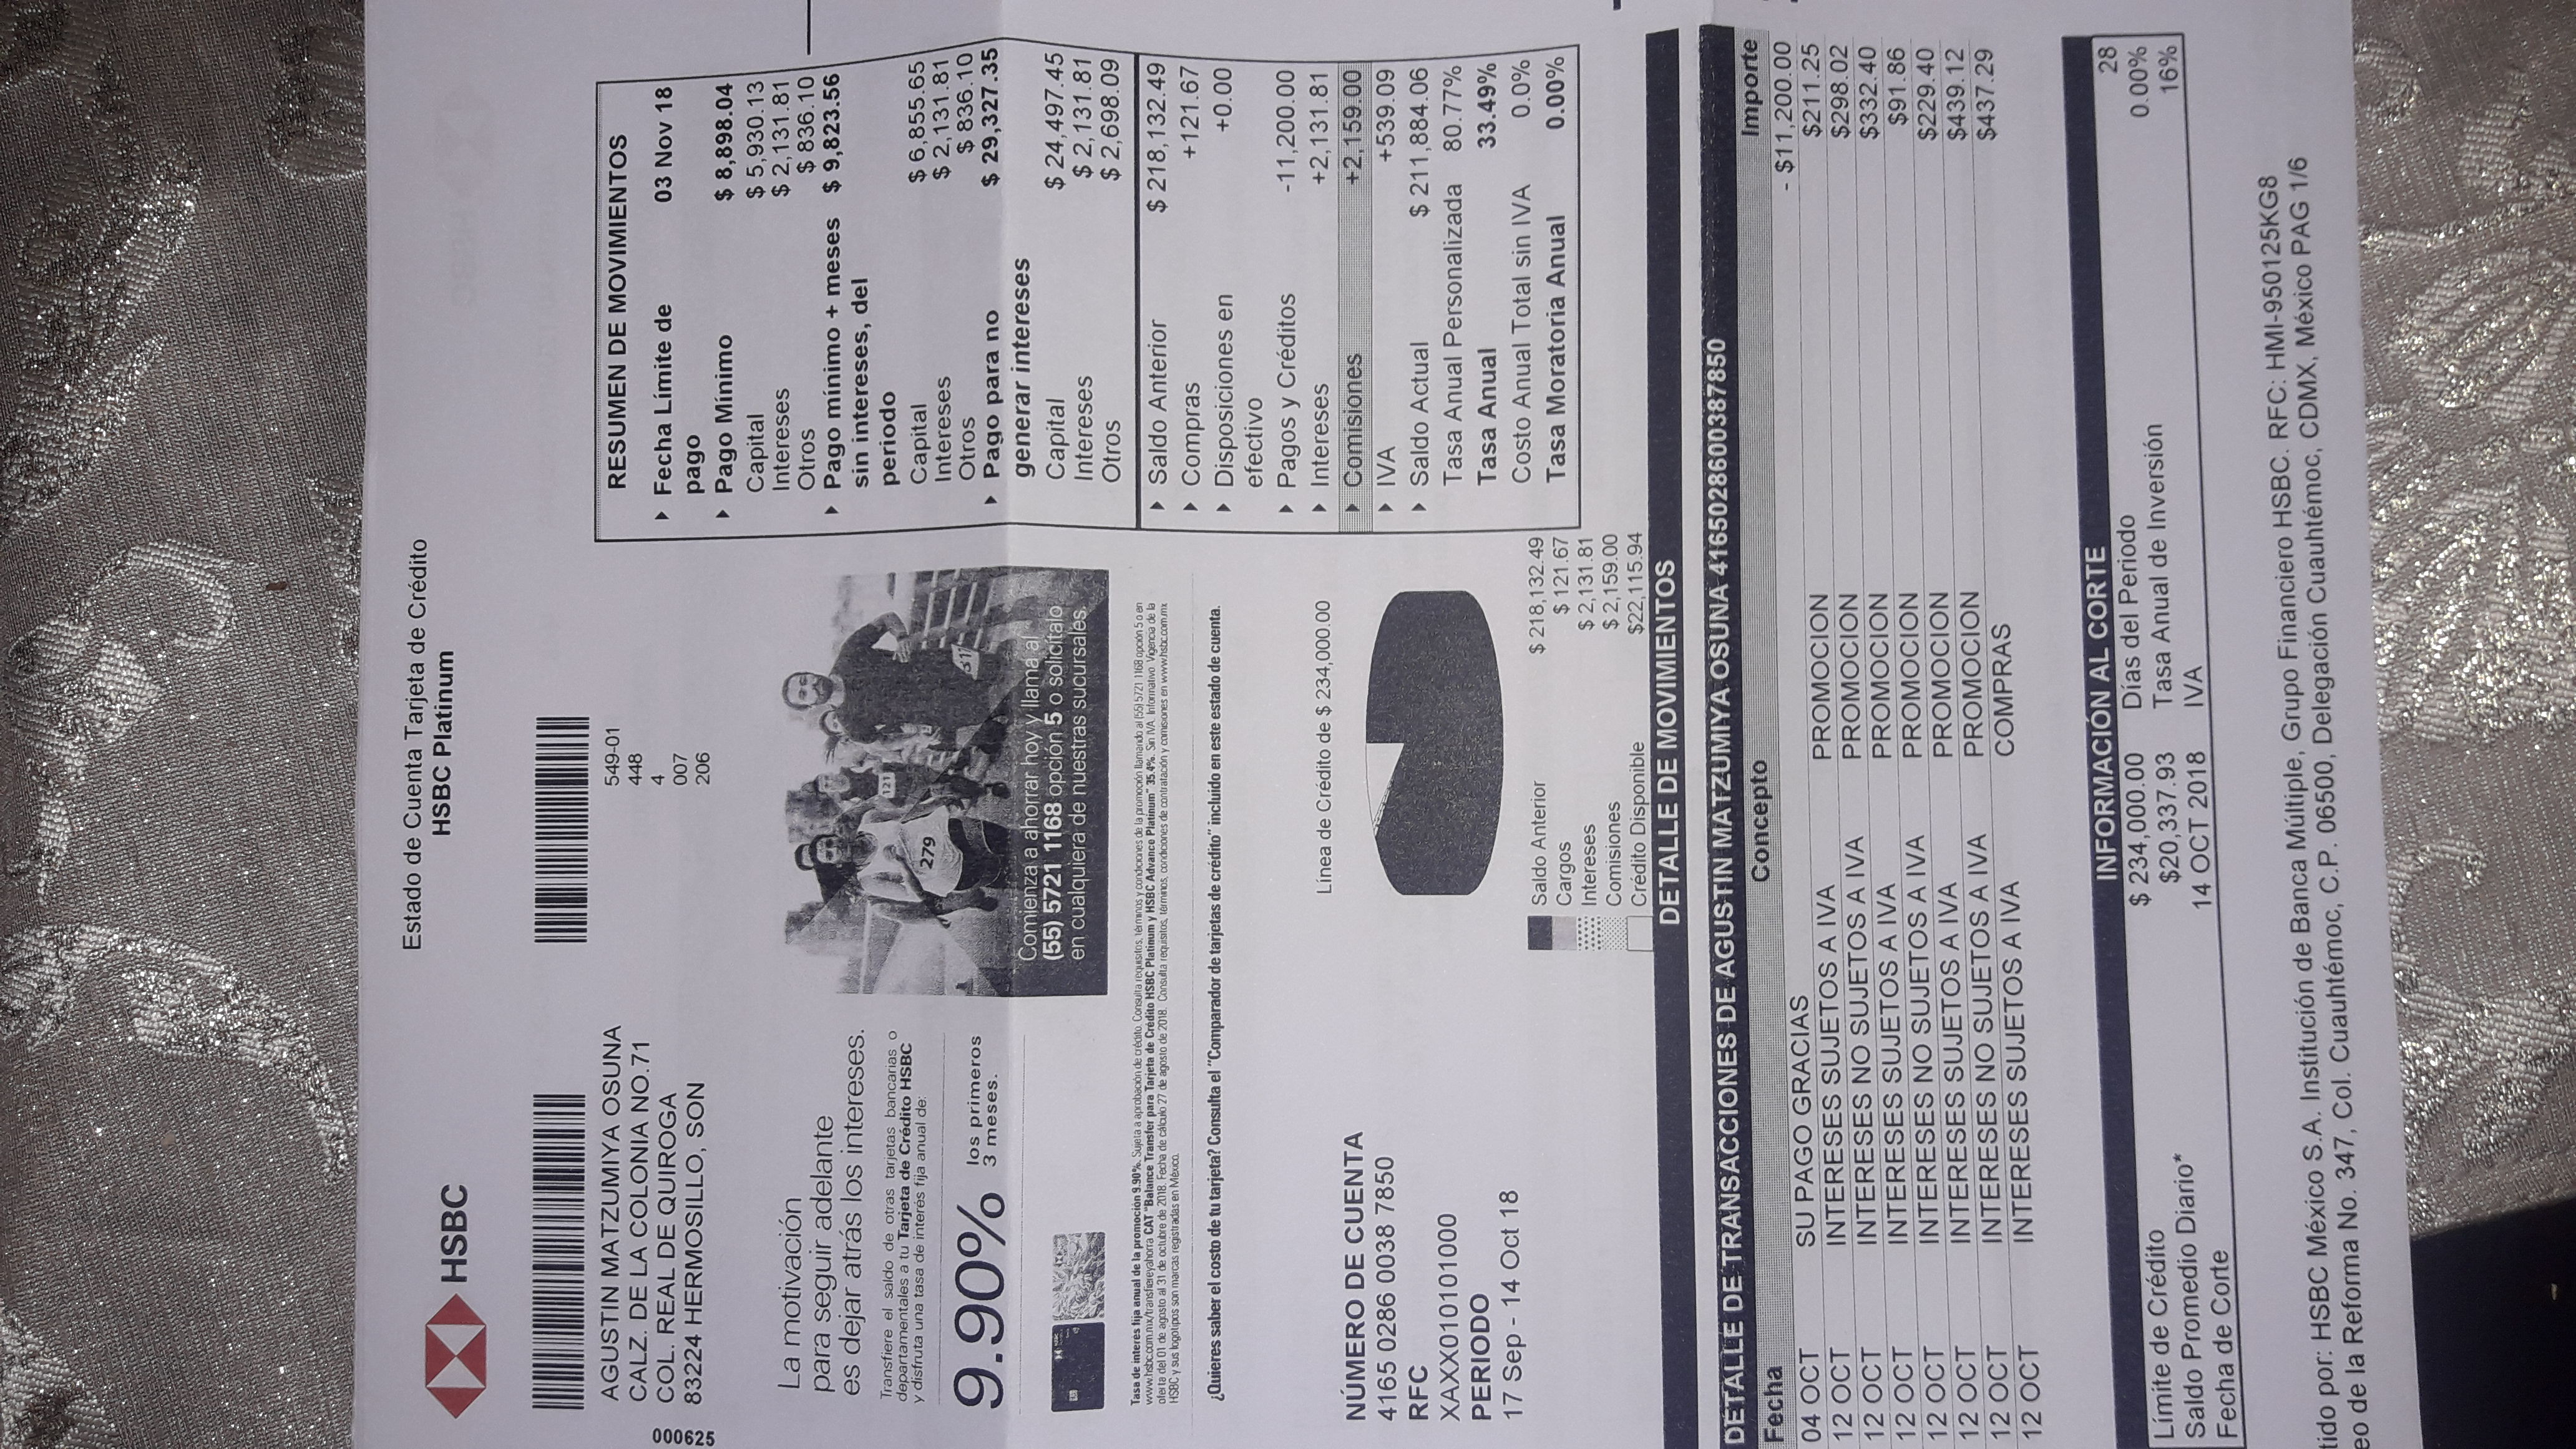 Estado de Cuenta Tarjeta de Crédito
HSBC Platinum
HSBC
000625
AGUSTIN MATZUMIYA OSUNA
CALZ. DE LA COLONIA NO.71
COL. REAL DE QUIROGA
83224 HERMOSILLO, SON
549-01
448
4
007
206
La motivación
para seguir adelante
es dejar atrás los intereses.
Transfiere el saldo de otras tarjetas bancarias o
departamentales a tu Tarjeta de Crédito HSBC
y disfruta una tasa de interés fija anual de:
9.90% los primeros
3 meses.
279
121
Comienza a ahorrar hoy y llama al
(55) 5721 1168 opción 5 o solicítalo
en cualquiera de nuestras sucursales.
Tasa de interés fija anual de la promoción 9.90%. Sujeta a aprobación de crédito. Consulta requisitos, términos y condiciones de la promoción llamando al (55) 5721 1168 opción 5 o en
www.hsbc.com.mx/transfiereyahorra CAT "Balance Transfer para Tarjeta de Crédito HSBC Platinum y HSBC Advance Platinum" 35.4%. Sin IVA. Informativo. Vigencia de la
oferta del 01 de agosto al 31 de octubre de 2018. Fecha de cálculo 27 de agosto de 2018. Consulta requisitos, términos, condiciones de contratación y comisiones en www.hsbc.com.mx
HSBC y sus logotipos son marcas registradas en México.
¿Quieres saber el costo de tu tarjeta? Consulta el "Comparador de tarjetas de crédito" incluido en este estado de cuenta.
RESUMEN DE MOVIMIENTOS
Fecha Límite de 03 Nov 18
pago
Pago Mínimo $ 8,898.04
Capital $ 5,930.13
Intereses $ 2,131.81
Otros $ 836.10
Pago mínimo + meses $ 9,823.56
sin intereses, del
periodo
Capital $ 6,855.65
Intereses $ 2,131.81
Otros $ 836.10
Pago para no $ 29,327.35
generar intereses
Capital $ 24,497.45
Intereses $ 2,131.81
Otros $ 2,698.09
Saldo Anterior $ 218,132.49
Compras +121.67
Disposiciones en +0.00
efectivo
Pagos y Créditos -11,200.00
Intereses +2,131.81
Comisiones +2,159.00
IVA +539.09
Saldo Actual $ 211,884.06
Tasa Anual Personalizada 80.77%
Tasa Anual 33.49%
Costo Anual Total sin IVA 0.0%
Tasa Moratoria Anual 0.00%
NÚMERO DE CUENTA
4165 0286 0038 7850
RFC
XAXX010101000
PERIODO
17 Sep - 14 Oct 18
Línea de Crédito de $ 234,000.00
Saldo Anterior $ 218,132.49
Cargos $ 121.67
Intereses $ 2,131.81
Comisiones $ 2,159.00
Crédito Disponible $22,115.94
DETALLE DE MOVIMIENTOS
DETALLE DE TRANSACCIONES DE AGUSTIN MATZUMIYA OSUNA 4165028600387850
Fecha Concepto Importe
04 OCT SU PAGO GRACIAS - $11,200.00
12 OCT INTERESES SUJETOS A IVA PROMOCION $211.25
12 OCT INTERESES NO SUJETOS A IVA PROMOCION $298.02
12 OCT INTERESES SUJETOS A IVA PROMOCION $332.40
12 OCT INTERESES NO SUJETOS A IVA PROMOCION $91.86
12 OCT INTERESES SUJETOS A IVA PROMOCION $229.40
12 OCT INTERESES NO SUJETOS A IVA PROMOCION $439.12
12 OCT INTERESES SUJETOS A IVA COMPRAS $437.29
INFORMACIÓN AL CORTE
Límite de Crédito $ 234,000.00 Días del Periodo 28
Saldo Promedio Diario* $20,337.93 Tasa Anual de Inversión 0.00%
Fecha de Corte 14 OCT 2018 IVA 16%
tido por: HSBC México S.A. Institución de Banca Múltiple, Grupo Financiero HSBC. RFC: HMI-950125KG8
eo de la Reforma No. 347, Col. Cuauhtémoc, C.P. 06500, Delegación Cuauhtémoc, CDMX, México PAG 1/6